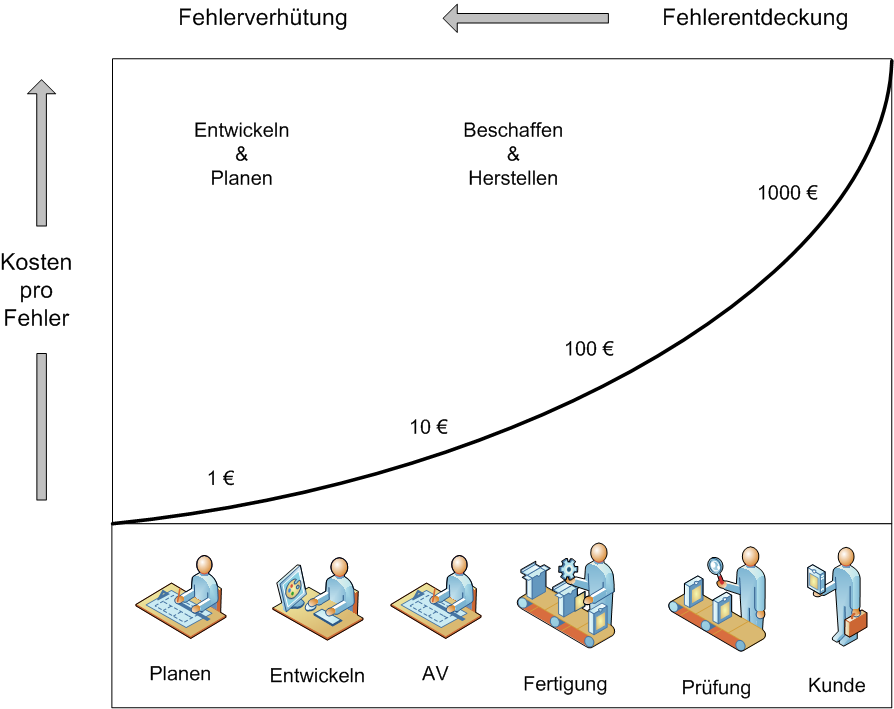 Fehlerverhütung
Fehlerentdeckung
Entwickeln
&
Planen
Beschaffen
&
Herstellen
Kosten
pro
Fehler
1000 €
100 €
10 €
1 €
Planen
Entwickeln
AV
Fertigung
Prüfung
Kunde